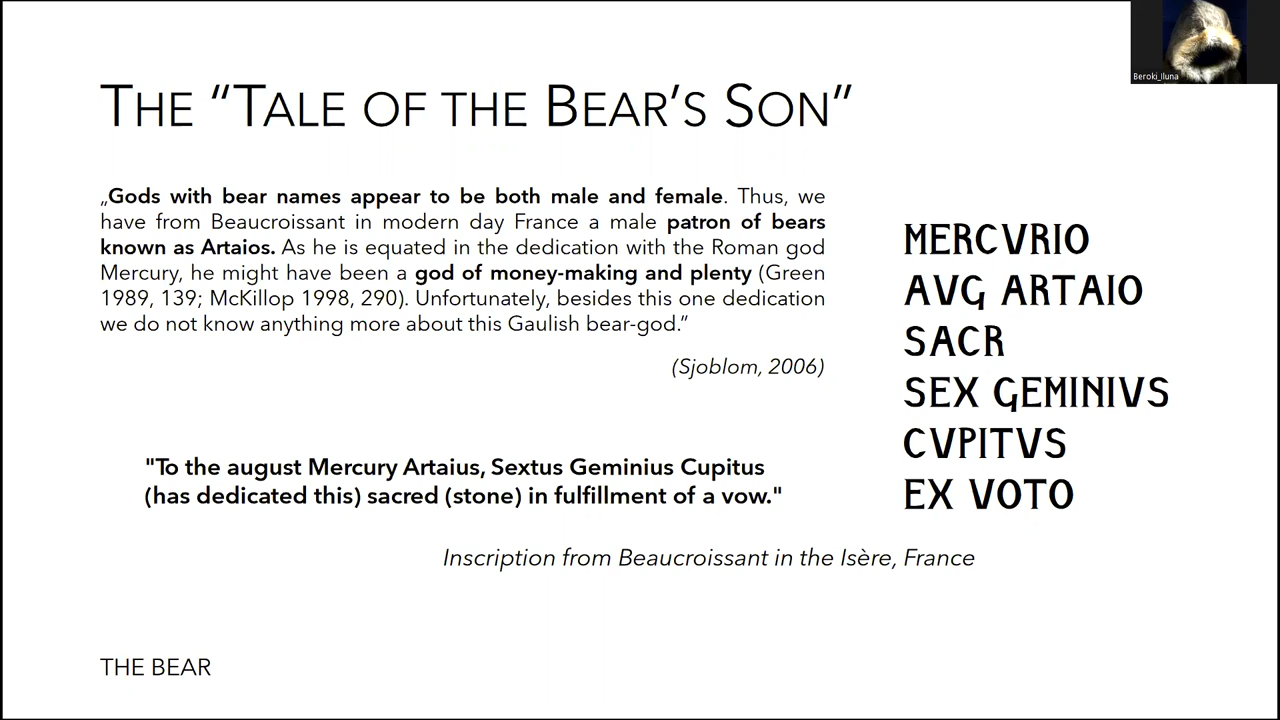 Beroki_Iluna
THE “TALE OF THE BEAR’S SON”
„Gods with bear names appear to be both male and female. Thus, we
have from Beaucroissant in modern day France a male patron of bears
known as Artaios. As he is equated in the dedication with the Roman god
Mercury, he might have been a god of money-making and plenty (Green
1989, 139; McKillop 1998, 290). Unfortunately, besides this one dedication
we do not know anything more about this Gaulish bear-god.”
(Sjoblom, 2006)
MERCVRIO
AVG ARTAIO
SACR
SEX GEMINIVS
CVPITVS
EX VOTO
"To the august Mercury Artaius, Sextus Geminius Cupitus
(has dedicated this) sacred (stone) in fulfillment of a vow."
Inscription from Beaucroissant in the Isère, France
THE BEAR